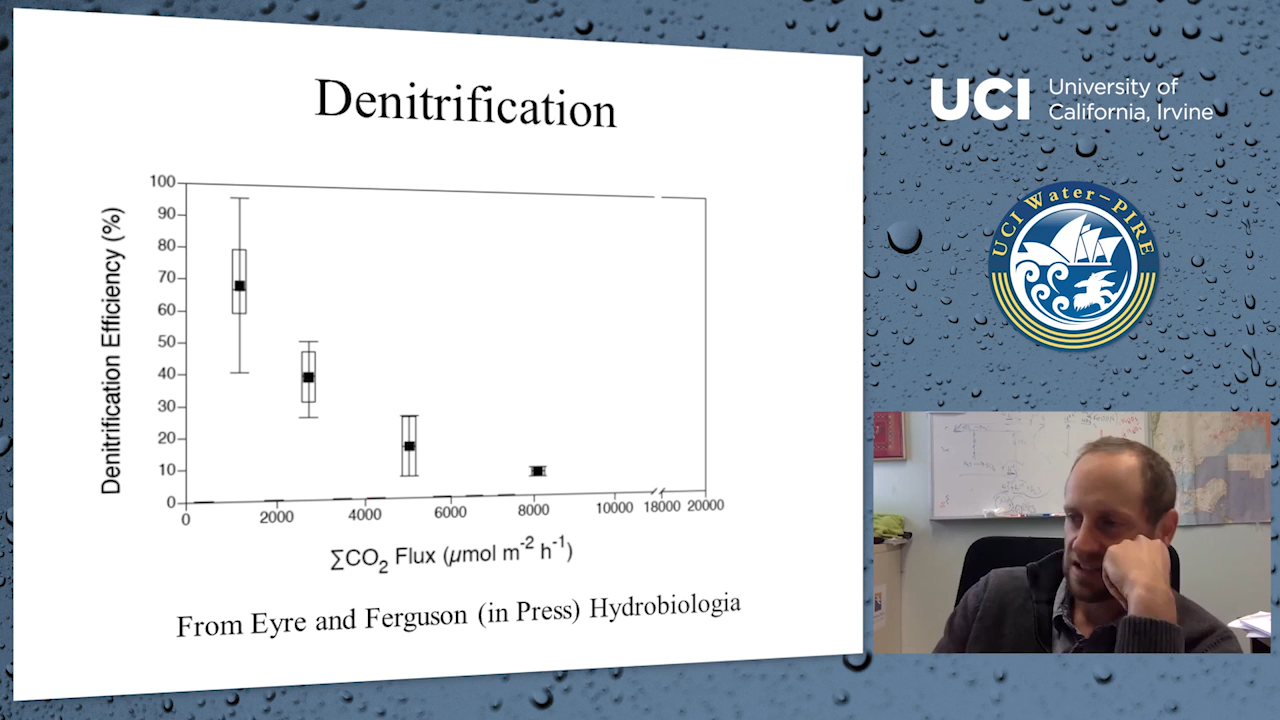 Denitrification
100
90
80
70
60
50
40
30
20
10
0
Denitrification Efficiency (%)
0 2000 4000 6000 8000 10000 18000 20000
∑CO2 Flux (µmol m-2 h-1)
From Eyre and Ferguson (in Press) Hydrobiologia
UCI University of
California, Irvine
UCI Water-PIRE